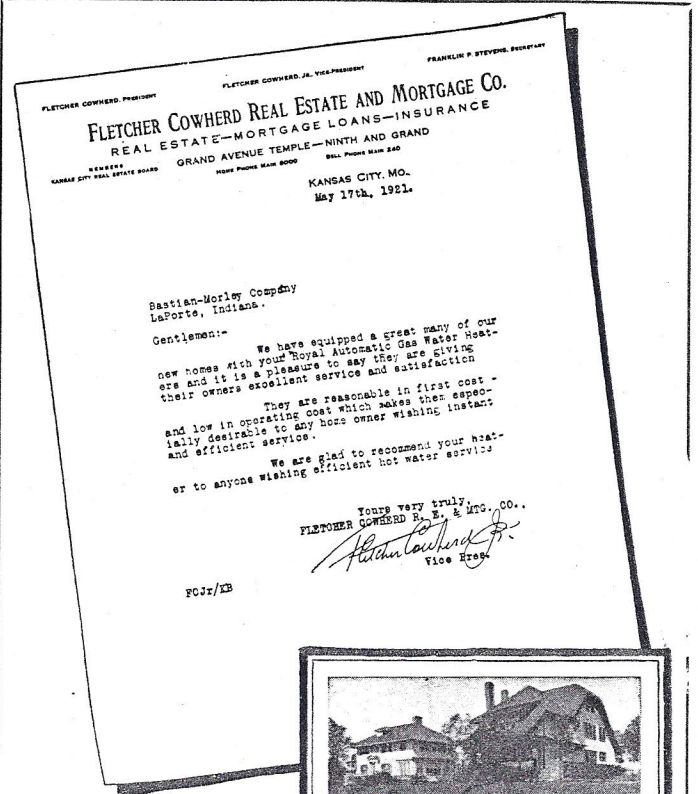 FLETCHER COWHERD, PRESIDENT
FLETCHER COWHERD, JR. VICE-PRESIDENT
FRANKLIN P. STEVENS, SECRETARY
FLETCHER COWHERD REAL ESTATE AND MORTGAGE CO.
REAL ESTATE—MORTGAGE LOANS—INSURANCE
MEMBERS
KANSAS CITY REAL ESTATE BOARD
GRAND AVENUE TEMPLE—NINTH AND GRAND
HOME PHONE MAIN 8000
BELL PHONE MAIN 240
KANSAS CITY, MO.
May 17th, 1921.
Bastian-Morley Company
LaPorte, Indiana.
Gentlemen:-
We have equipped a great many of our
new homes with your "Royal Automatic Gas Water Heat-
ers and it is a pleasure to say they are giving
their owners excellent service and satisfaction
They are reasonable in first cost -
and low in operating cost which makes them espec-
ially desirable to any home owner wishing instant
and efficient service.
We are glad to recommend your heat-
er to anyone wishing efficient hot water service
Yours very truly,
FLETCHER COWHERD R. E. & MTG. CO.,
Fletcher Cowherd Jr.
Vice Pres.
FCJr/KB